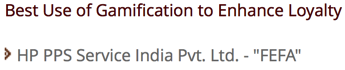 Best Use of Gamification to Enhance Loyalty
HP PPS Service India Pvt. Ltd. - "FEFA"